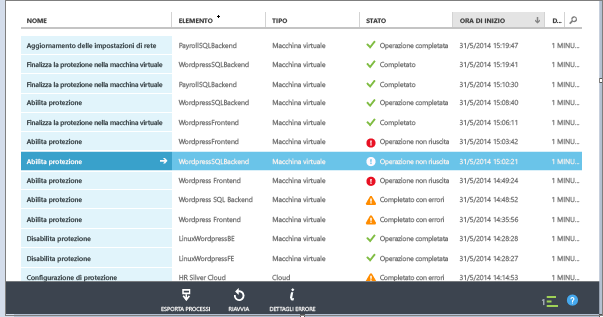 NOME ELEMENTO TIPO STATO ORA DI INIZIO D...
Aggiornamento delle impostazioni di rete PayrollSQLBackend Macchina virtuale Operazione completata 31/5/2014 15:19:47 1 MINU...
Finalizza la protezione nella macchina virtuale WordpressSQLBackend Macchina virtuale Completato 31/5/2014 15:19:41 1 MINU...
Finalizza la protezione nella macchina virtuale PayrollSQLBackend Macchina virtuale Completato 31/5/2014 15:10:30 1 MINU...
Abilita protezione WordpressSQLBackend Macchina virtuale Operazione completata 31/5/2014 15:08:40 1 MINU...
Finalizza la protezione nella macchina virtuale WordpressFrontend Macchina virtuale Completato 31/5/2014 15:06:11 1 MINU...
Abilita protezione WordpressFrontend Macchina virtuale Operazione non riuscita 31/5/2014 15:03:42 1 MINU...
Abilita protezione WordpressSQLBackend Macchina virtuale Operazione non riuscita 31/5/2014 15:02:21 1 MINU...
Abilita protezione Wordpress Frontend Macchina virtuale Operazione non riuscita 31/5/2014 14:49:24 1 MINU...
Abilita protezione Wordpress SQL Backend Macchina virtuale Completato con errori 31/5/2014 14:48:52 1 MINU...
Abilita protezione Wordpress Frontend Macchina virtuale Completato con errori 31/5/2014 14:35:56 1 MINU...
Disabilita protezione LinuxWordpressBE Macchina virtuale Operazione completata 31/5/2014 14:28:28 1 MINU...
Disabilita protezione LinuxWordpressFE Macchina virtuale Operazione completata 31/5/2014 14:28:27 1 MINU...
Configurazione di protezione HR Silver Cloud Cloud Completato con errori 31/5/2014 14:14:53 1 MINU...
ESPORTA PROCESSI RIAVVIA DETTAGLI ERRORE 1 ?